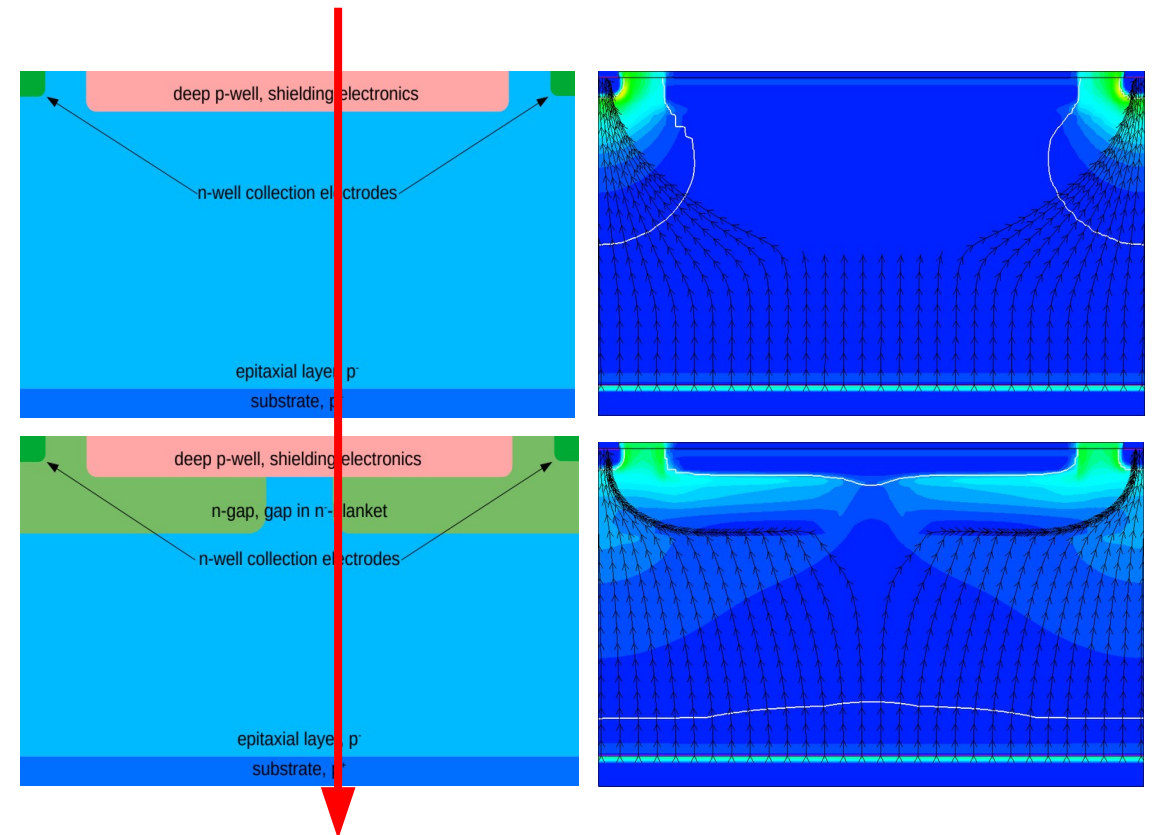 deep p-well, shielding electronics
n-well collection electrodes
epitaxial layer, p-
substrate,
deep p-well, shielding electronics
n-gap, gap in n--blanket
n-well collection electrodes
epitaxial layer, p-
substrate,